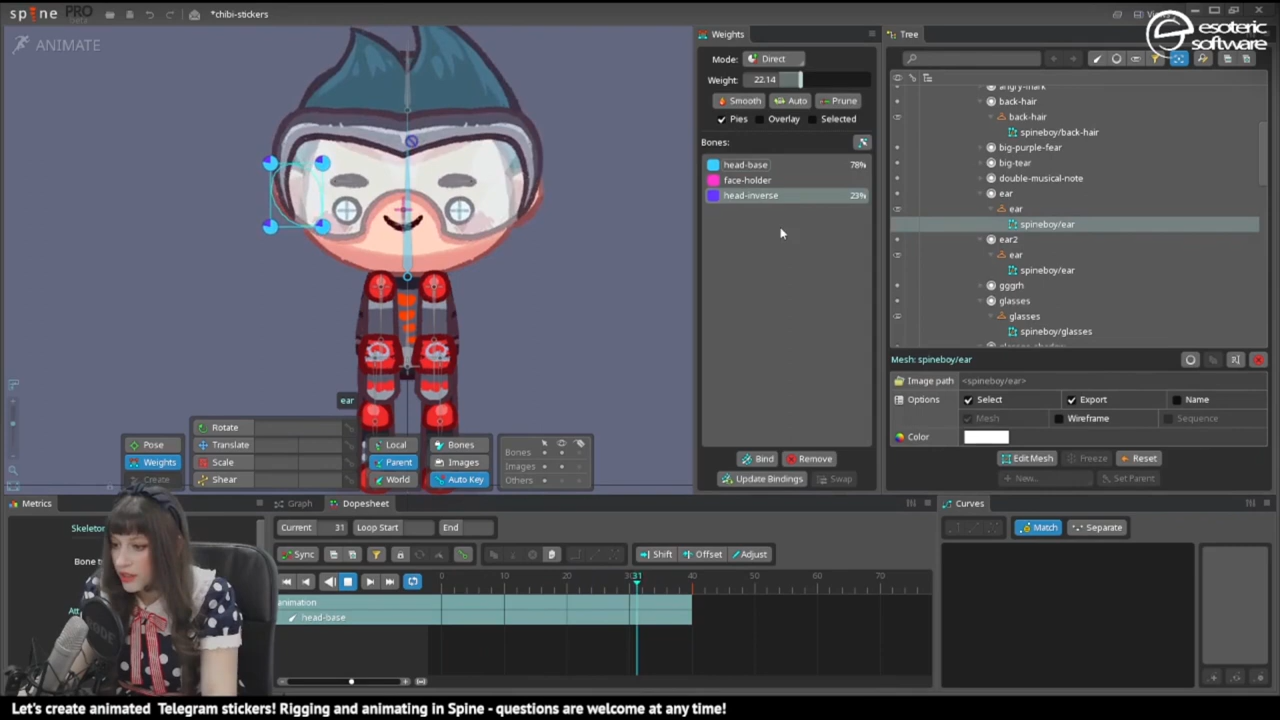 spine PRO
*chibi-stickers
Views
esoteric
software
ANIMATE
Weights
Mode: Direct
Weight: 22.14
Smooth Auto Prune
Pies Overlay Selected
Bones:
head-base 78%
face-holder
head-inverse 23%
Bind Remove
Update Bindings Swap
Tree
angry-mark
back-hair
back-hair
spineboy/back-hair
big-purple-fear
big-tear
double-musical-note
ear
ear
spineboy/ear
ear2
ear
spineboy/ear
gggrh
glasses
glasses
spineboy/glasses
Mesh: spineboy/ear
Image path <spineboy/ear>
Options Select Export Name
Mesh Wireframe Sequence
Color
Edit Mesh Freeze Reset
New... Set Parent
ear
Pose
Weights
Create
Rotate
Translate
Scale
Shear
Local
Parent
World
Bones
Images
Auto Key
Bones
Images
Others
Metrics
Skeleton
Graph Dopesheet
Current 31 Loop Start End
Sync Shift Offset Adjust
0 10 20 31 40 50 60 70
animation
head-base
Curves
Match Separate
Let's create animated Telegram stickers! Rigging and animating in Spine - questions are welcome at any time!